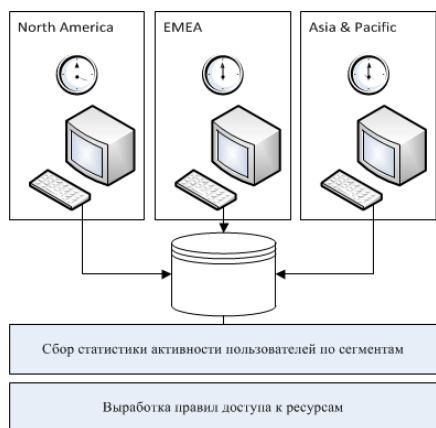 North America
EMEA
Asia & Pacific
Сбор статистики активности пользователей по сегментам
Выработка правил доступа к ресурсам